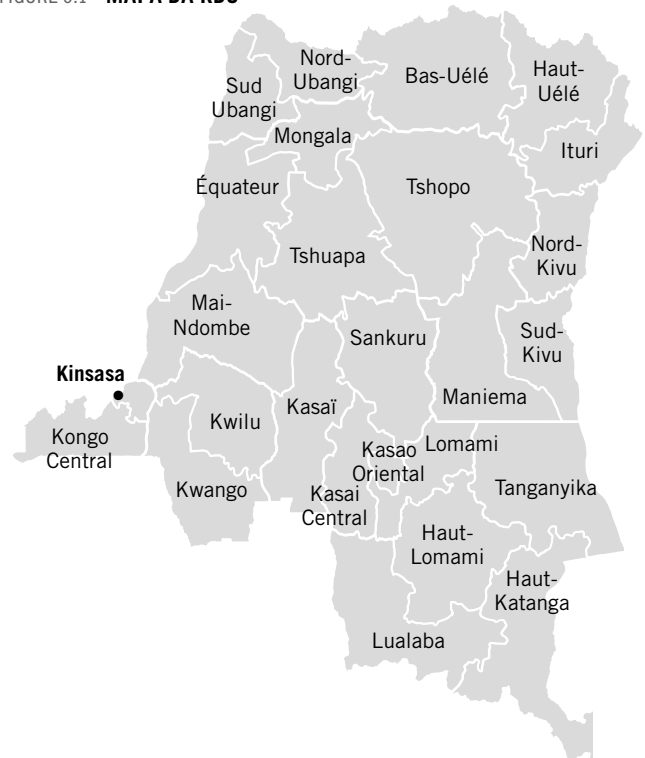 FIGURE MAPA DA RDC
Nord-
Ubangi
Sud
Ubangi
Bas-Uélé
Haut-
Uélé
Mongala
Ituri
Équateur
Tshopo
Tshuapa
Nord-
Kivu
Mai-
Ndombe
Sankuru
Sud-
Kivu
Kinsasa
Kasaï
Maniema
Kwilu
Kongo
Central
Kasao
Oriental
Lomami
Kwango
Kasai
Central
Tanganyika
Haut-
Lomami
Haut-
Katanga
Lualaba